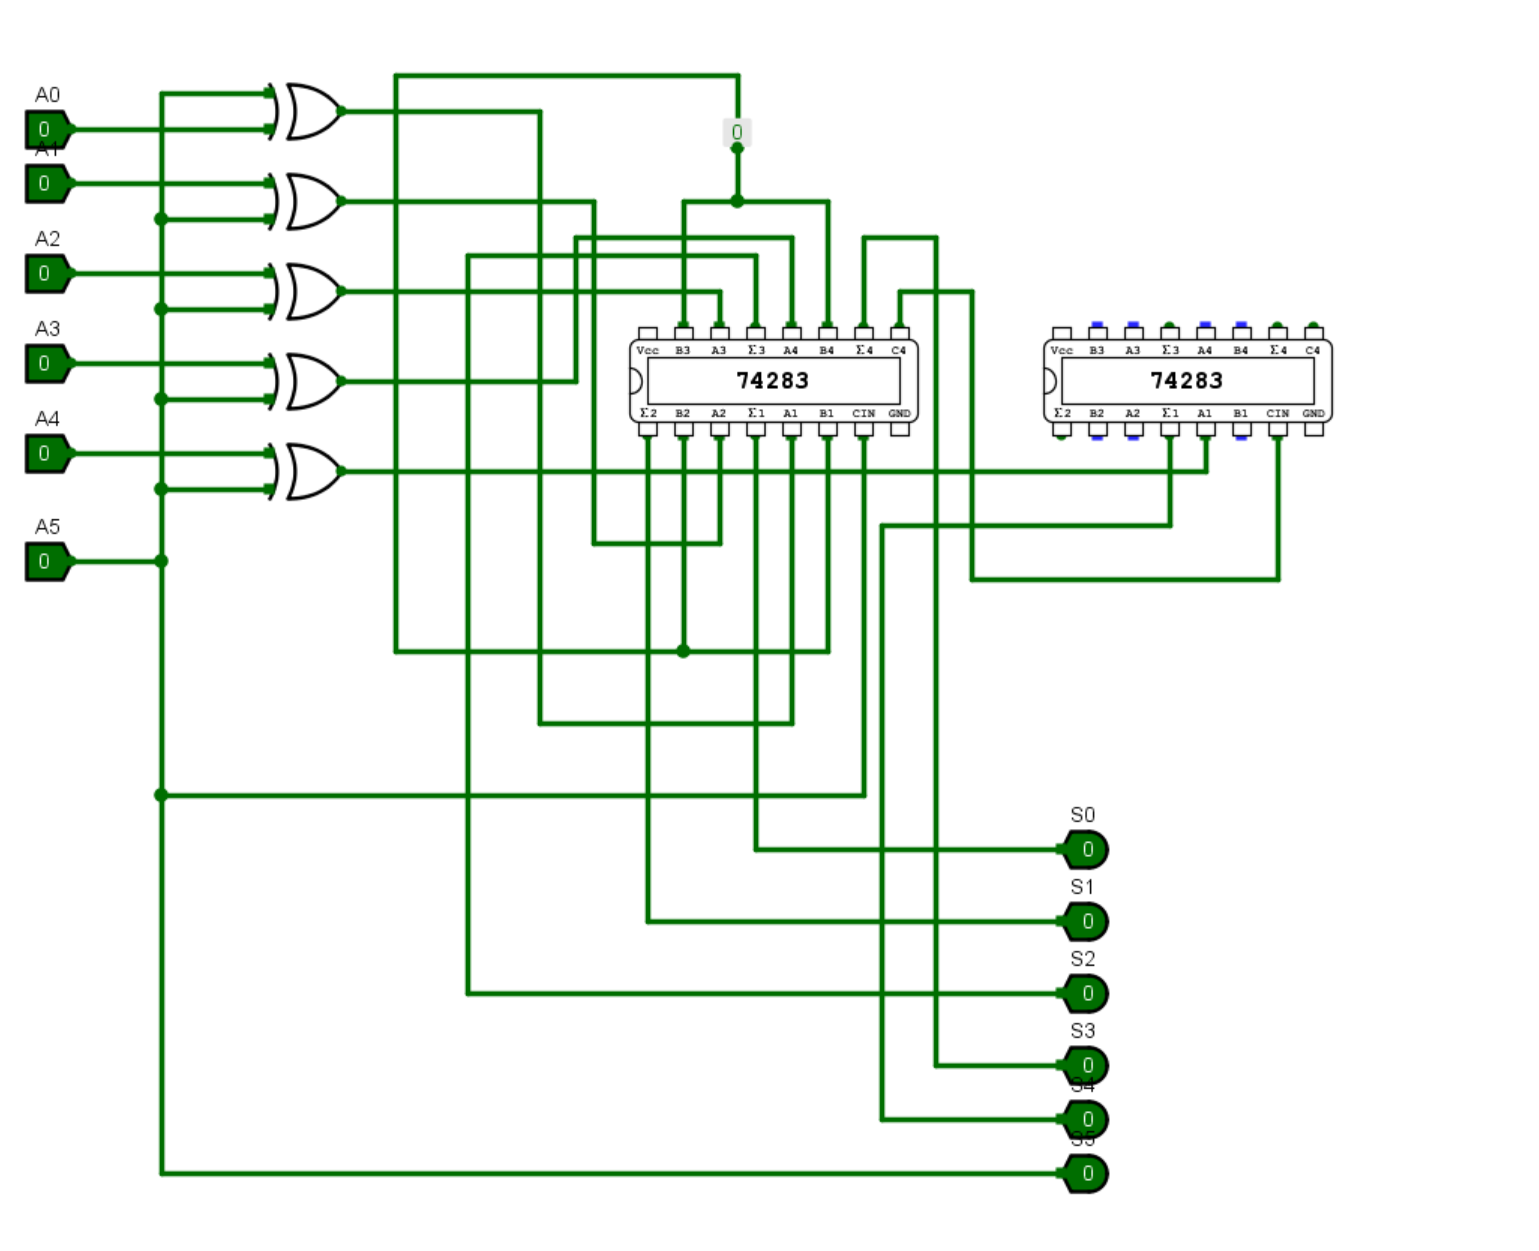 A0
0
A1
0
A2
0
A3
0
A4
0
A5
0
0
Vcc B3 A3 Σ3 A4 B4 Σ4 C4
74283
Σ2 B2 A2 Σ1 A1 B1 CIN GND
Vcc B3 A3 Σ3 A4 B4 Σ4 C4
74283
Σ2 B2 A2 Σ1 A1 B1 CIN GND
S0
0
S1
0
S2
0
S3
0
S4
0
S5
0